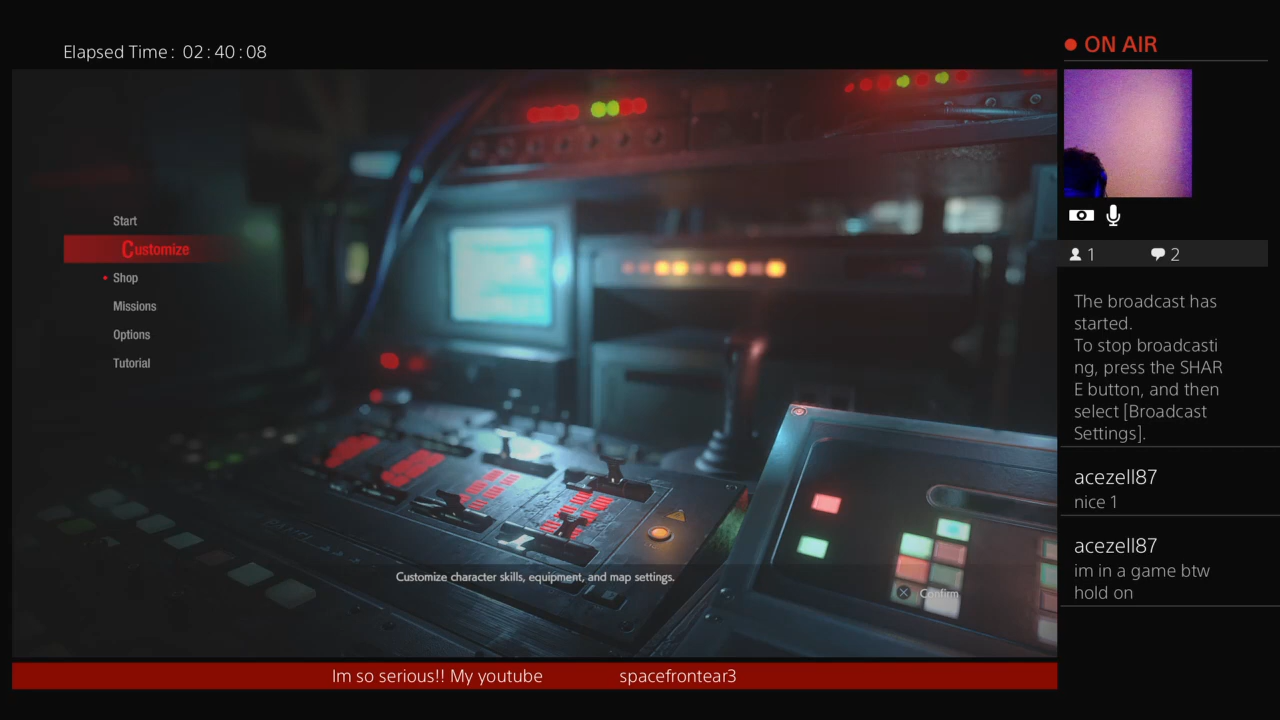 Elapsed Time: 02:40:08
ON AIR
Start
Customize
Shop
Missions
Options
Tutorial
Customize character skills, equipment, and map settings.
Confirm
1 2
The broadcast has
started.
To stop broadcasti
ng, press the SHAR
E button, and then
select [Broadcast
Settings].
acezell87
nice 1
acezell87
im in a game btw
hold on
Im so serious!! My youtube spacefrontear3